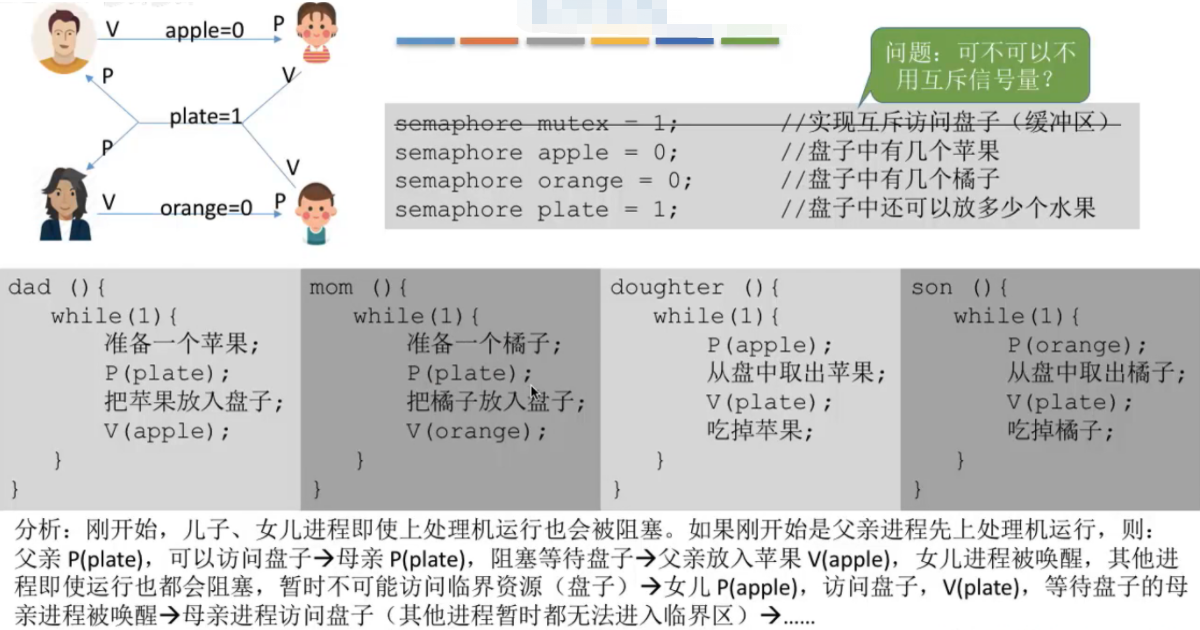 V apple=0 P
P
V
plate=1
P
V
V orange=0 P
问题：可不可以不
用互斥信号量？
semaphore mutex = 1; //实现互斥访问盘子（缓冲区）
semaphore apple = 0; //盘子中有几个苹果
semaphore orange = 0; //盘子中有几个橘子
semaphore plate = 1; //盘子中还可以放多少个水果
dad (){
while(1){
准备一个苹果;
P(plate);
把苹果放入盘子;
V(apple);
}
}
mom (){
while(1){
准备一个橘子;
P(plate);
把橘子放入盘子;
V(orange);
}
}
doughter (){
while(1){
P(apple);
从盘中取出苹果;
V(plate);
吃掉苹果;
}
}
son (){
while(1){
P(orange);
从盘中取出橘子;
V(plate);
吃掉橘子;
}
}
分析：刚开始，儿子、女儿进程即使上处理机运行也会被阻塞。如果刚开始是父亲进程先上处理机运行，则：
父亲 P(plate)，可以访问盘子→母亲 P(plate)，阻塞等待盘子→父亲放入苹果 V(apple)，女儿进程被唤醒，其他进
程即使运行也都会阻塞，暂时不可能访问临界资源（盘子）→女儿 P(apple)，访问盘子，V(plate)，等待盘子的母
亲进程被唤醒→母亲进程访问盘子（其他进程暂时都无法进入临界区）→......